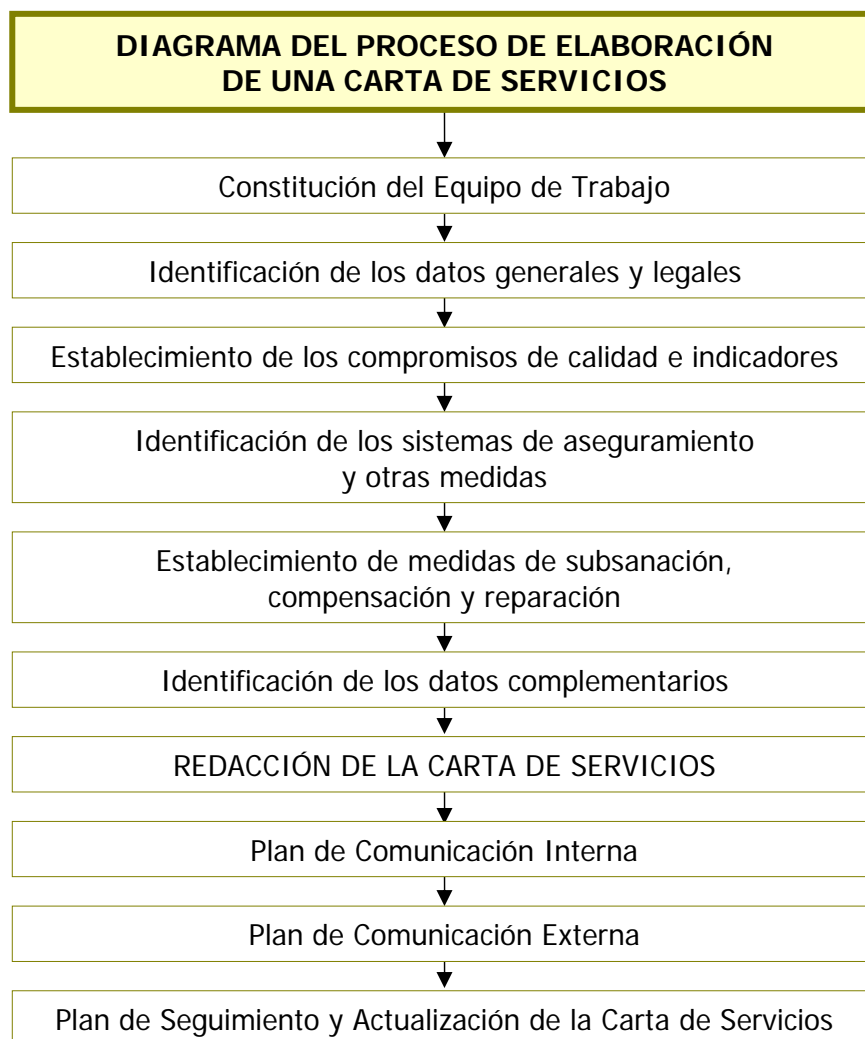 DIAGRAMA DEL PROCESO DE ELABORACIÓN
DE UNA CARTA DE SERVICIOS
Constitución del Equipo de Trabajo
Identificación de los datos generales y legales
Establecimiento de los compromisos de calidad e indicadores
Identificación de los sistemas de aseguramiento
y otras medidas
Establecimiento de medidas de subsanación,
compensación y reparación
Identificación de los datos complementarios
REDACCIÓN DE LA CARTA DE SERVICIOS
Plan de Comunicación Interna
Plan de Comunicación Externa
Plan de Seguimiento y Actualización de la Carta de Servicios